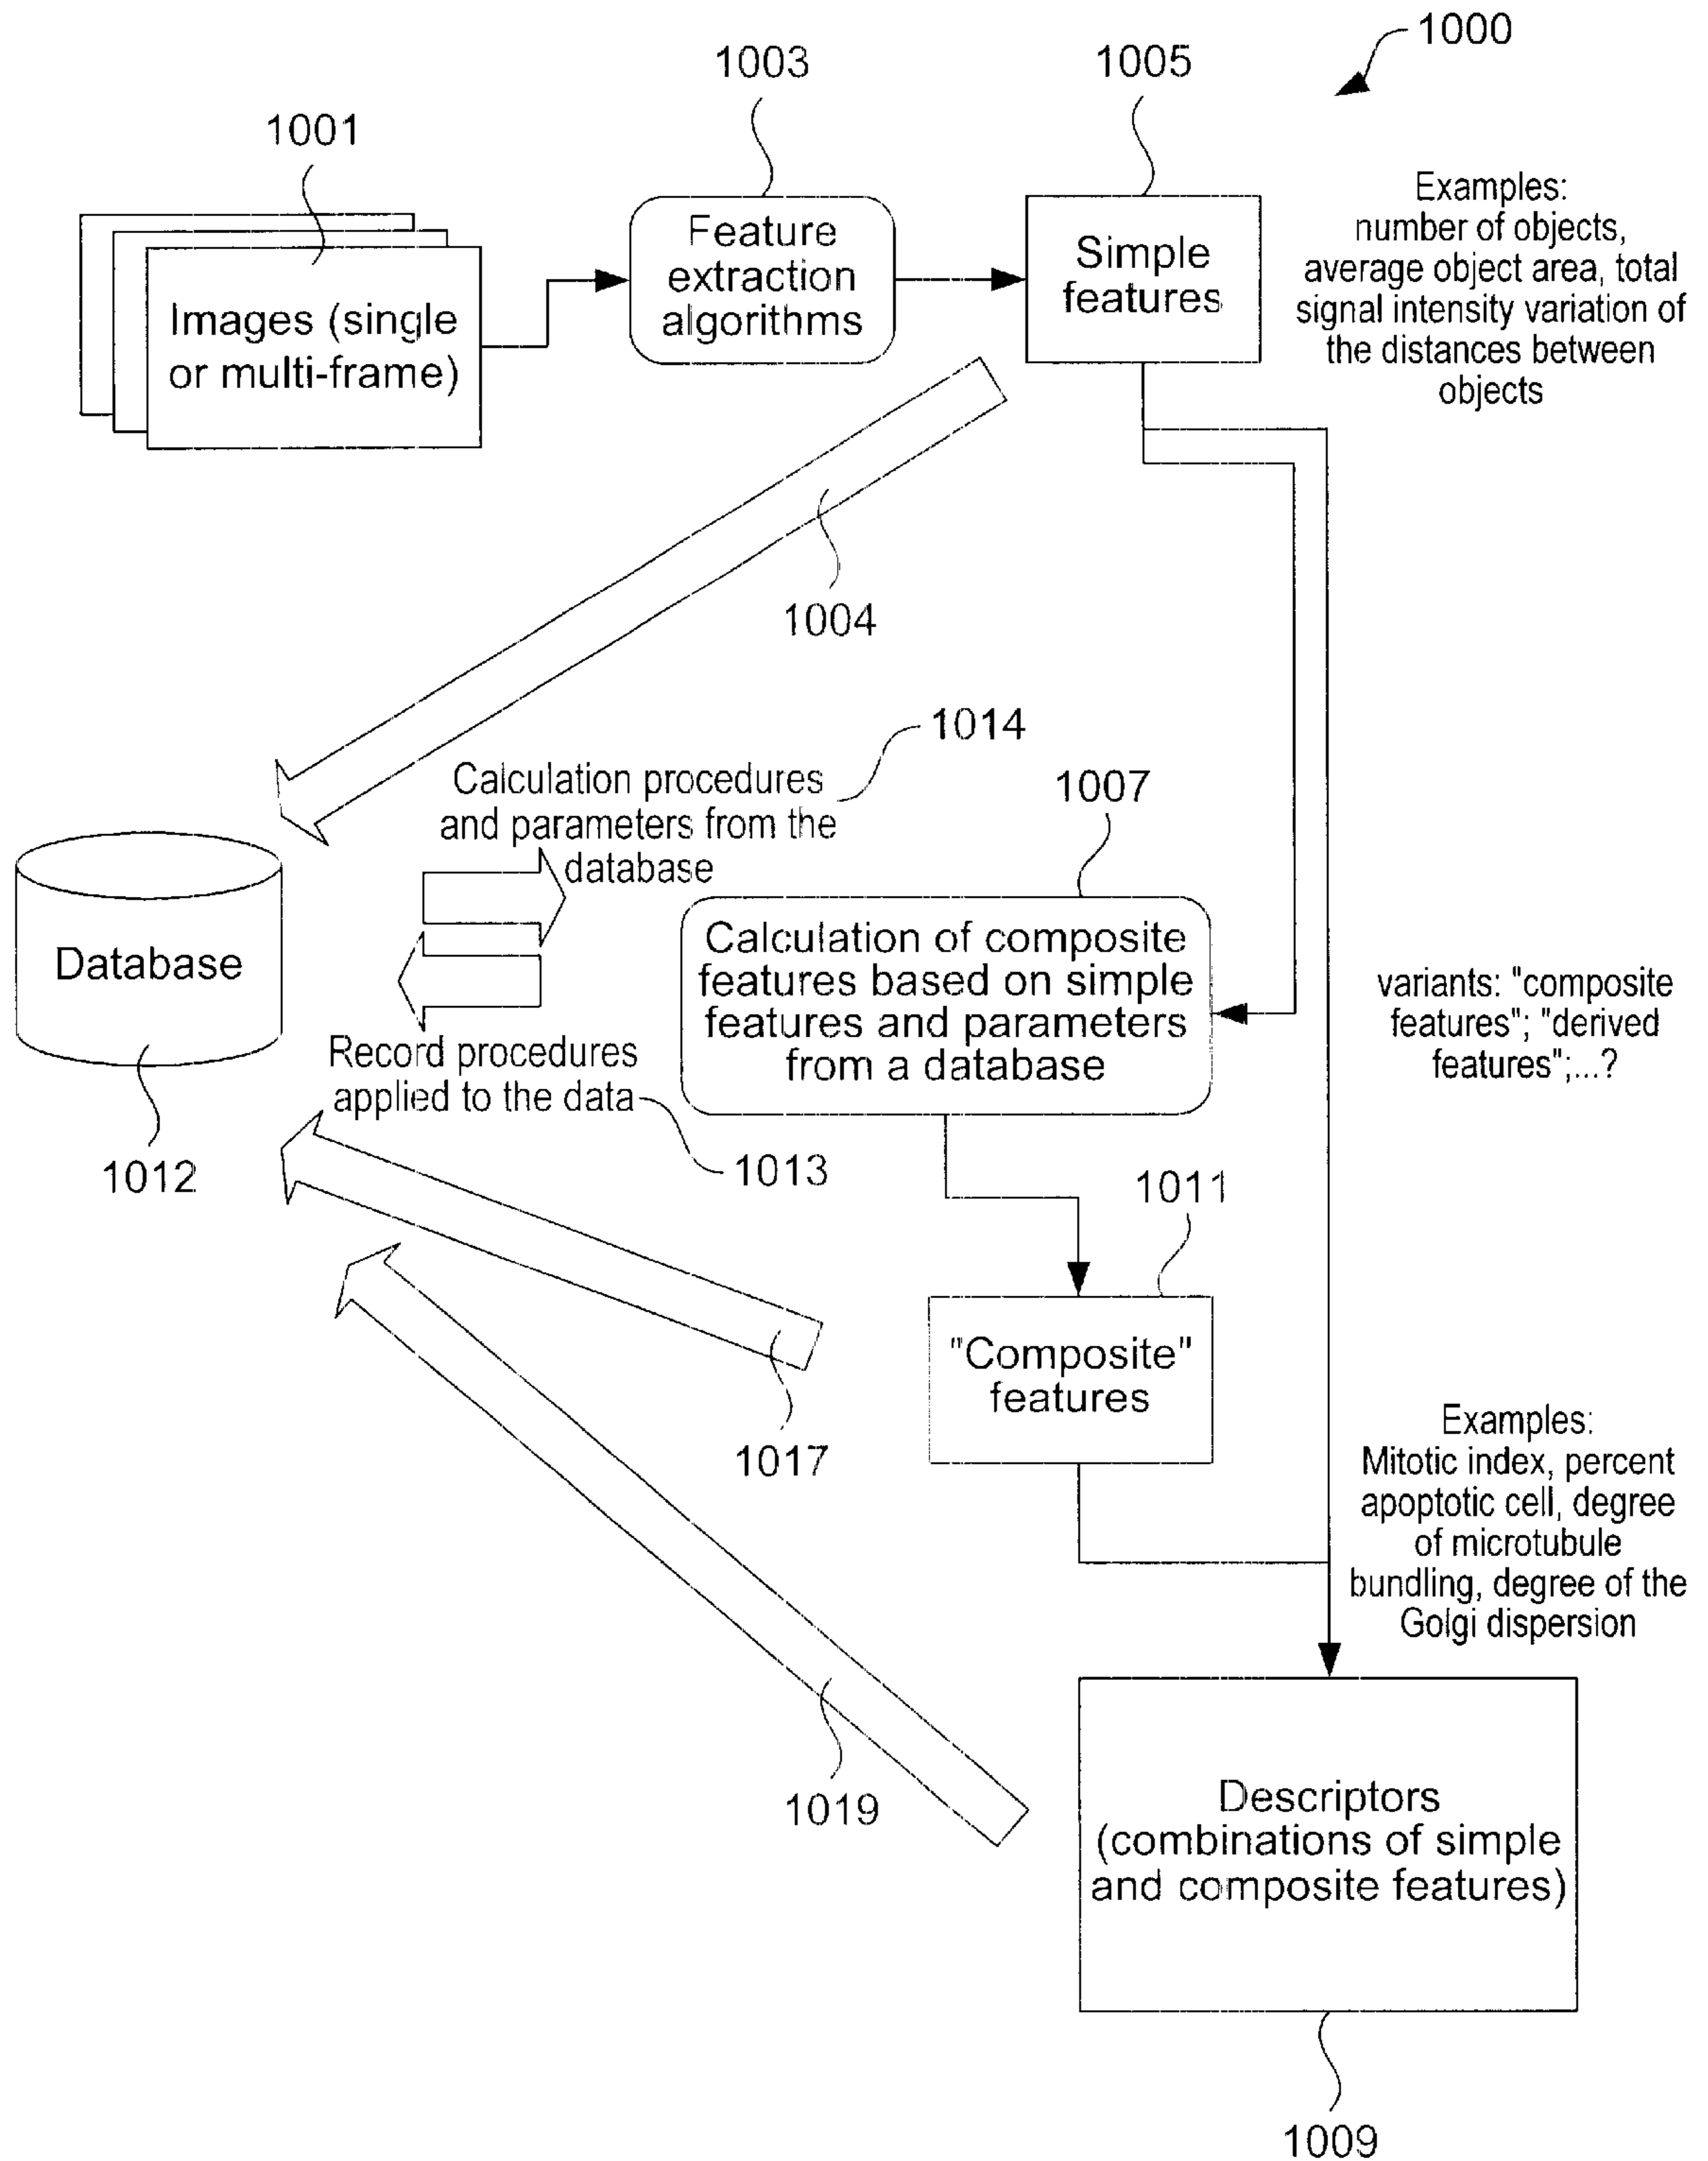 1000
1003
1005
1001
Images (single
or multi-frame)
Feature
extraction
algorithms
Simple
features
Examples:
number of objects,
average object area, total
signal intensity variation of
the distances between
objects
1004
1014
Calculation procedures
and parameters from the
database
1007
Database
Calculation of composite
features based on simple
features and parameters
from a database
variants: "composite
features"; "derived
features";...?
Record procedures
applied to the data
1012
1013
1011
"Composite"
features
1017
Examples:
Mitotic index, percent
apoptotic cell, degree
of microtubule
bundling, degree of the
Golgi dispersion
1019
Descriptors
(combinations of simple
and composite features)
1009